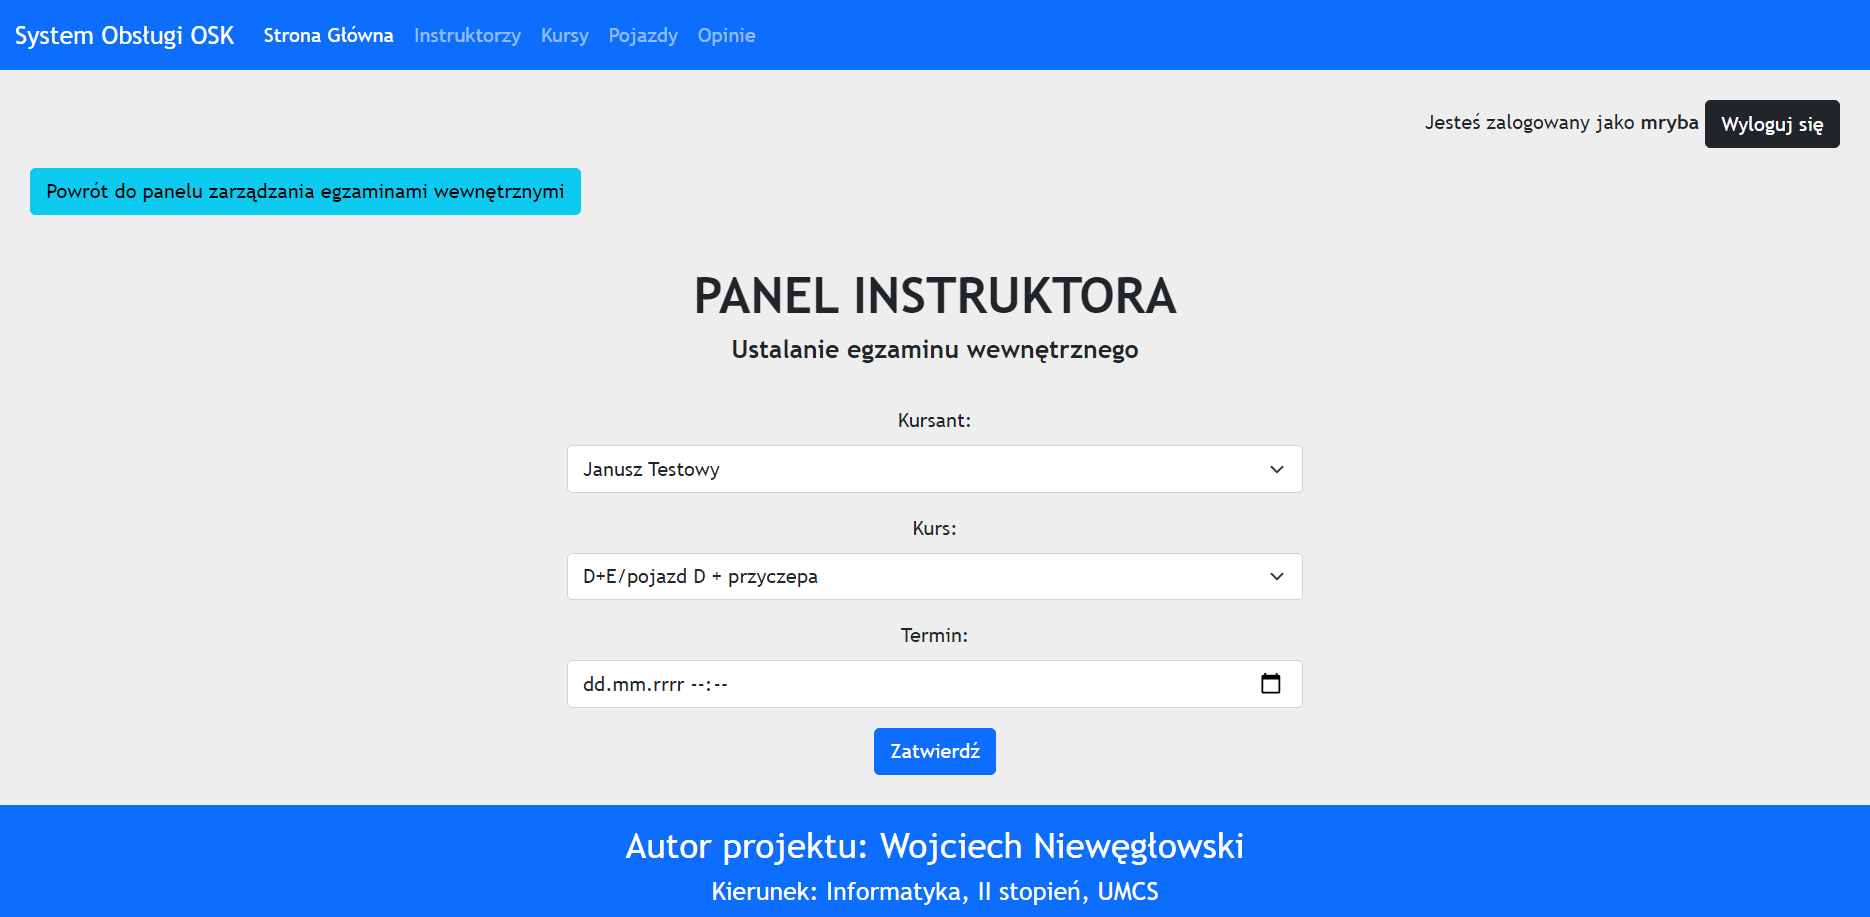 System Obsługi OSK Strona Główna Instruktorzy Kursy Pojazdy Opinie
Jesteś zalogowany jako mryba Wyloguj się
Powrót do panelu zarządzania egzaminami wewnętrznymi
PANEL INSTRUKTORA
Ustalanie egzaminu wewnętrznego
Kursant:
Janusz Testowy
Kurs:
D+E/pojazd D + przyczepa
Termin:
dd.mm.rrrr --:--
Zatwierdź
Autor projektu: Wojciech Niewęgłowski
Kierunek: Informatyka, II stopień, UMCS